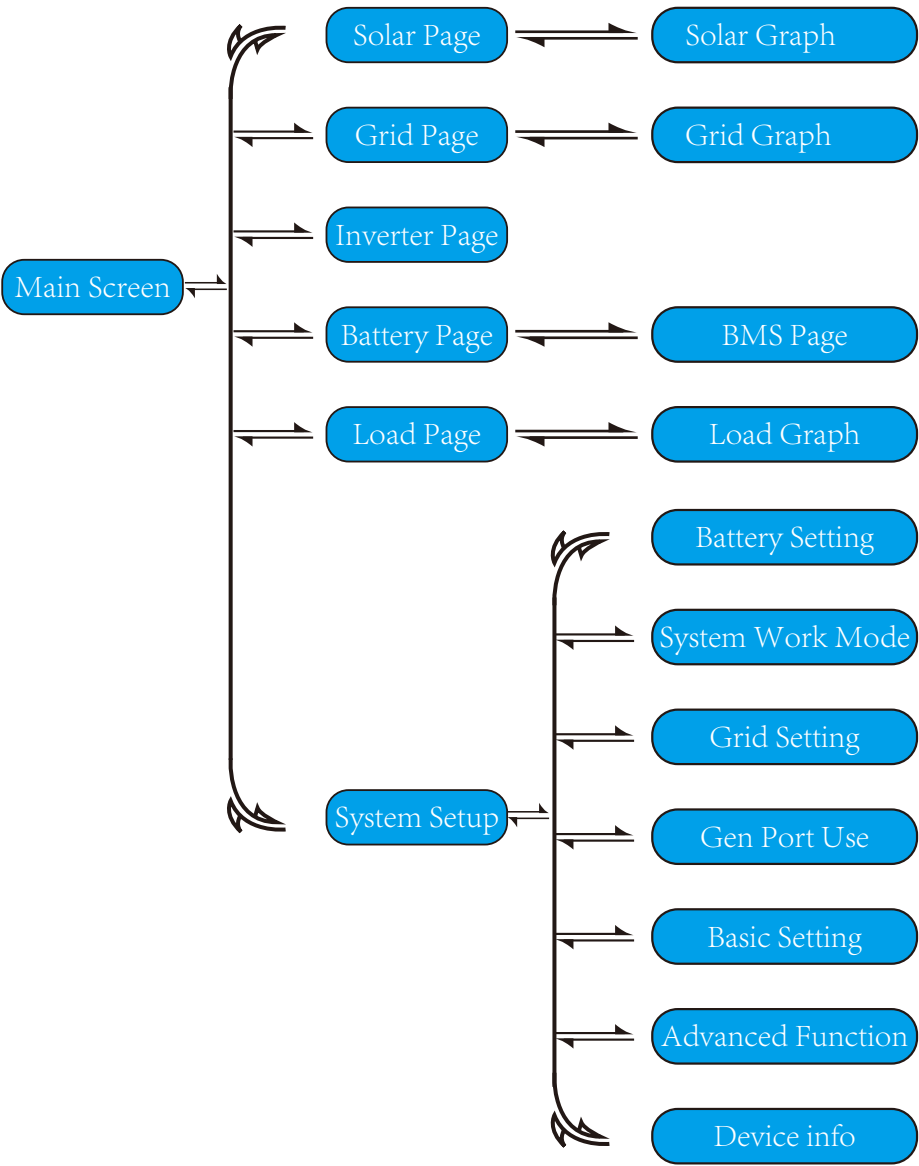 Solar Page
Solar Graph
Grid Page
Grid Graph
Inverter Page
Main Screen
Battery Page
BMS Page
Load Page
Load Graph
Battery Setting
System Work Mode
Grid Setting
System Setup
Gen Port Use
Basic Setting
Advanced Function
Device info